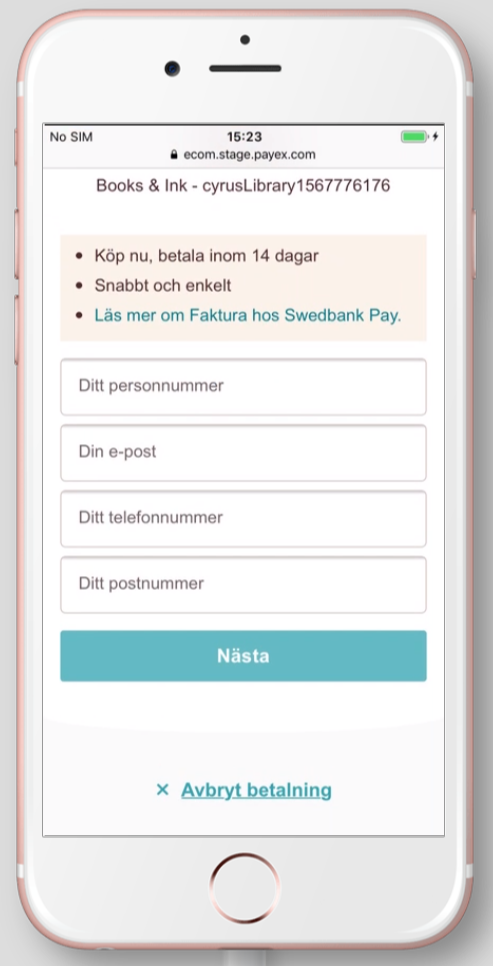 No SIM
15:23
ecom.stage.payex.com
Books & Ink - cyrusLibrary1567776176
Köp nu, betala inom 14 dagar
Snabbt och enkelt
Läs mer om Faktura hos Swedbank Pay.
Ditt personnummer
Din e-post
Ditt telefonnummer
Ditt postnummer
Nästa
× Avbryt betalning